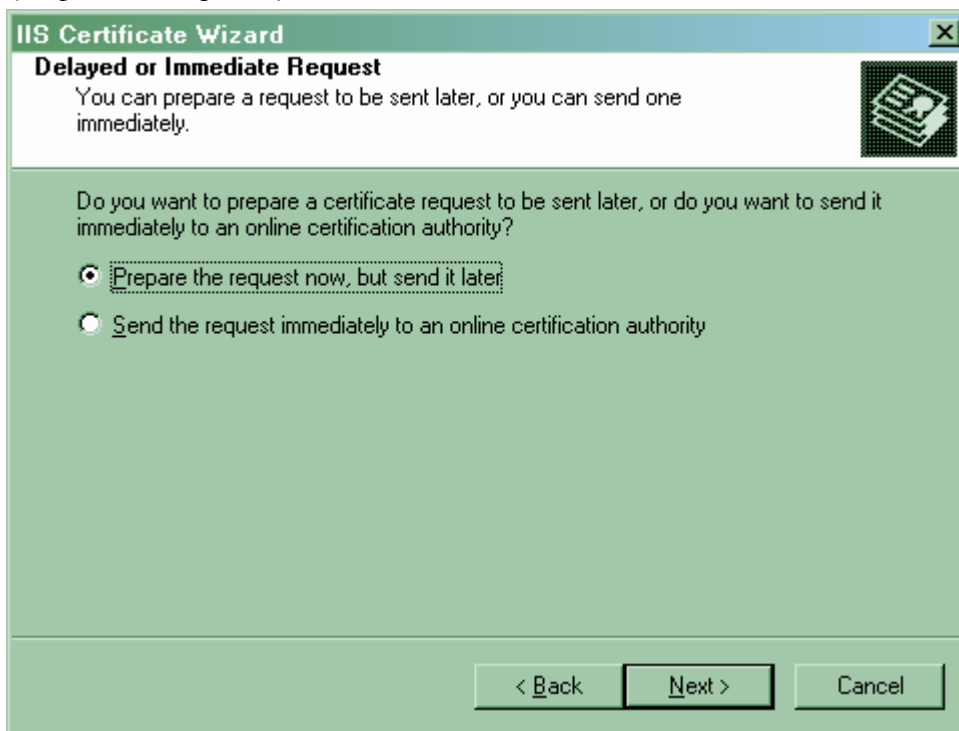 IIS Certificate Wizard
Delayed or Immediate Request
You can prepare a request to be sent later, or you can send one
immediately.
Do you want to prepare a certificate request to be sent later, or do you want to send it
immediately to an online certification authority?
Prepare the request now, but send it later
Send the request immediately to an online certification authority
< Back
Next >
Cancel